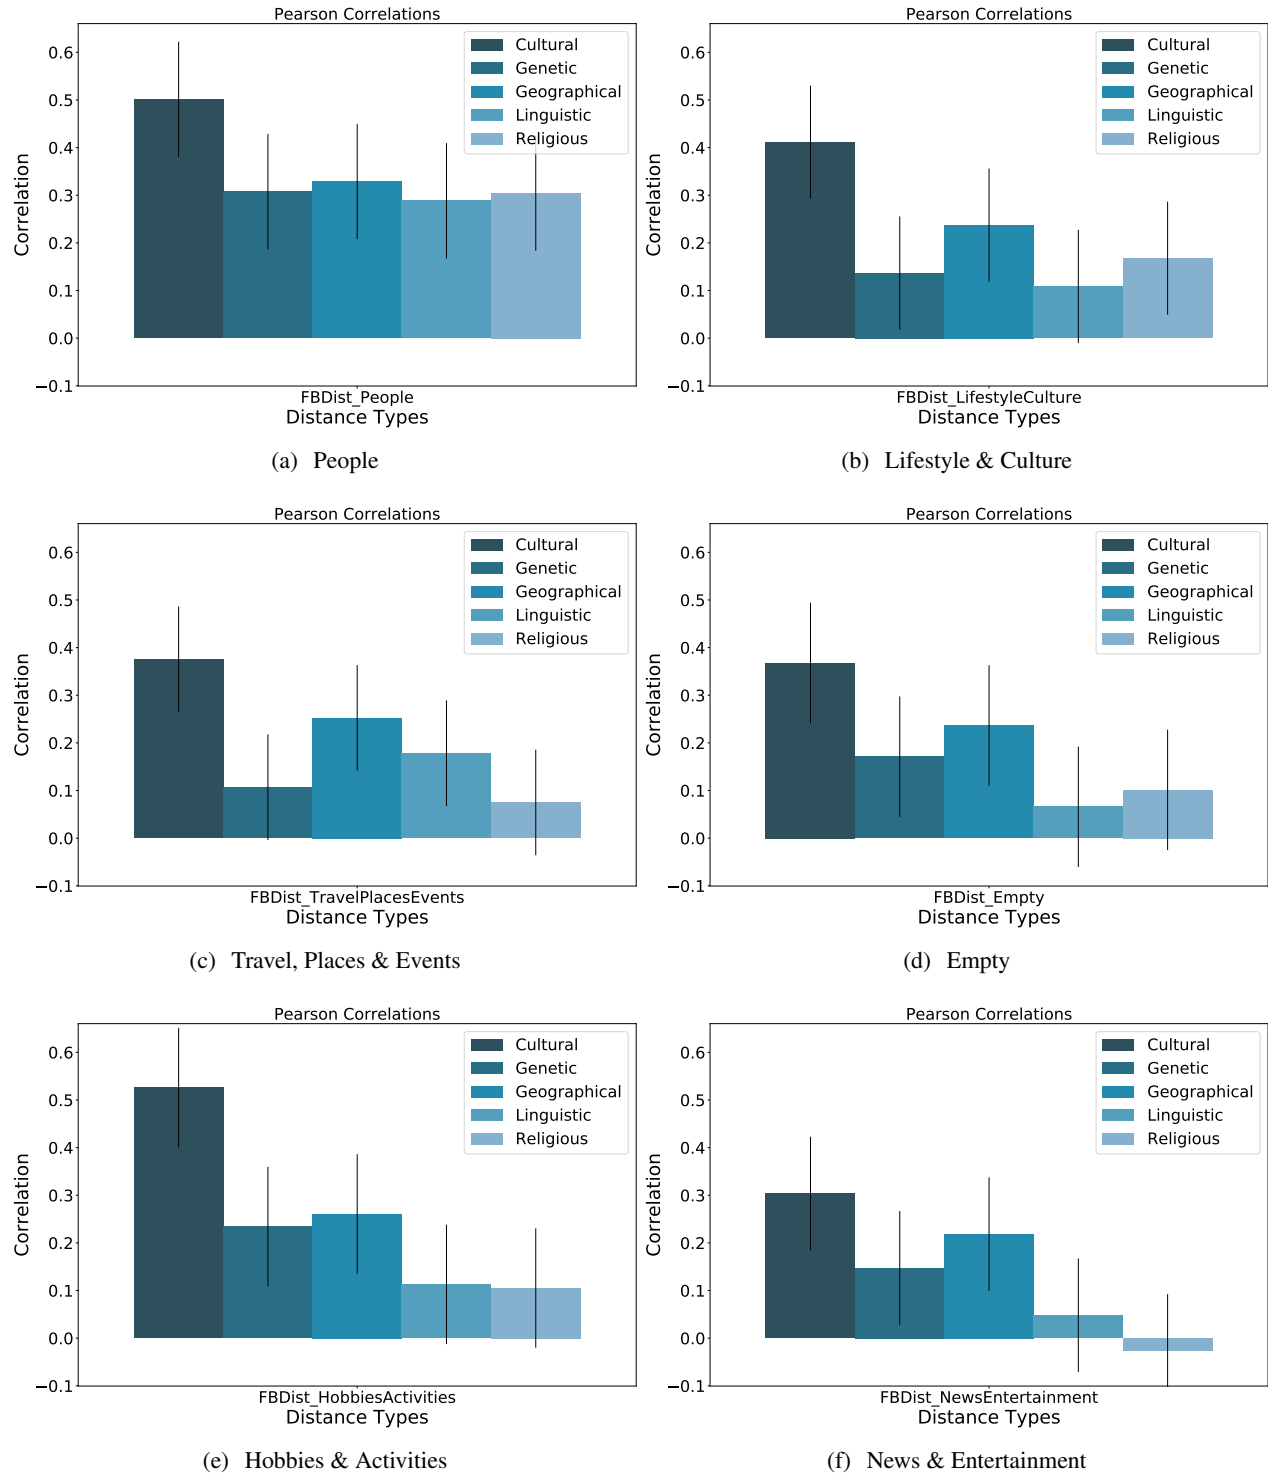 Pearson Correlations
Correlation
0.6
0.5
0.4
0.3
0.2
0.1
0.0
−0.1
Cultural
Genetic
Geographical
Linguistic
Religious
FBDist_People
Distance Types
(a) People
Pearson Correlations
Correlation
0.6
0.5
0.4
0.3
0.2
0.1
0.0
−0.1
Cultural
Genetic
Geographical
Linguistic
Religious
FBDist_LifestyleCulture
Distance Types
(b) Lifestyle & Culture
Pearson Correlations
Correlation
0.6
0.5
0.4
0.3
0.2
0.1
0.0
−0.1
Cultural
Genetic
Geographical
Linguistic
Religious
FBDist_TravelPlacesEvents
Distance Types
(c) Travel, Places & Events
Pearson Correlations
Correlation
0.6
0.5
0.4
0.3
0.2
0.1
0.0
−0.1
Cultural
Genetic
Geographical
Linguistic
Religious
FBDist_Empty
Distance Types
(d) Empty
Pearson Correlations
Correlation
0.6
0.5
0.4
0.3
0.2
0.1
0.0
−0.1
Cultural
Genetic
Geographical
Linguistic
Religious
FBDist_HobbiesActivities
Distance Types
(e) Hobbies & Activities
Pearson Correlations
Correlation
0.6
0.5
0.4
0.3
0.2
0.1
0.0
−0.1
Cultural
Genetic
Geographical
Linguistic
Religious
FBDist_NewsEntertainment
Distance Types
(f) News & Entertainment